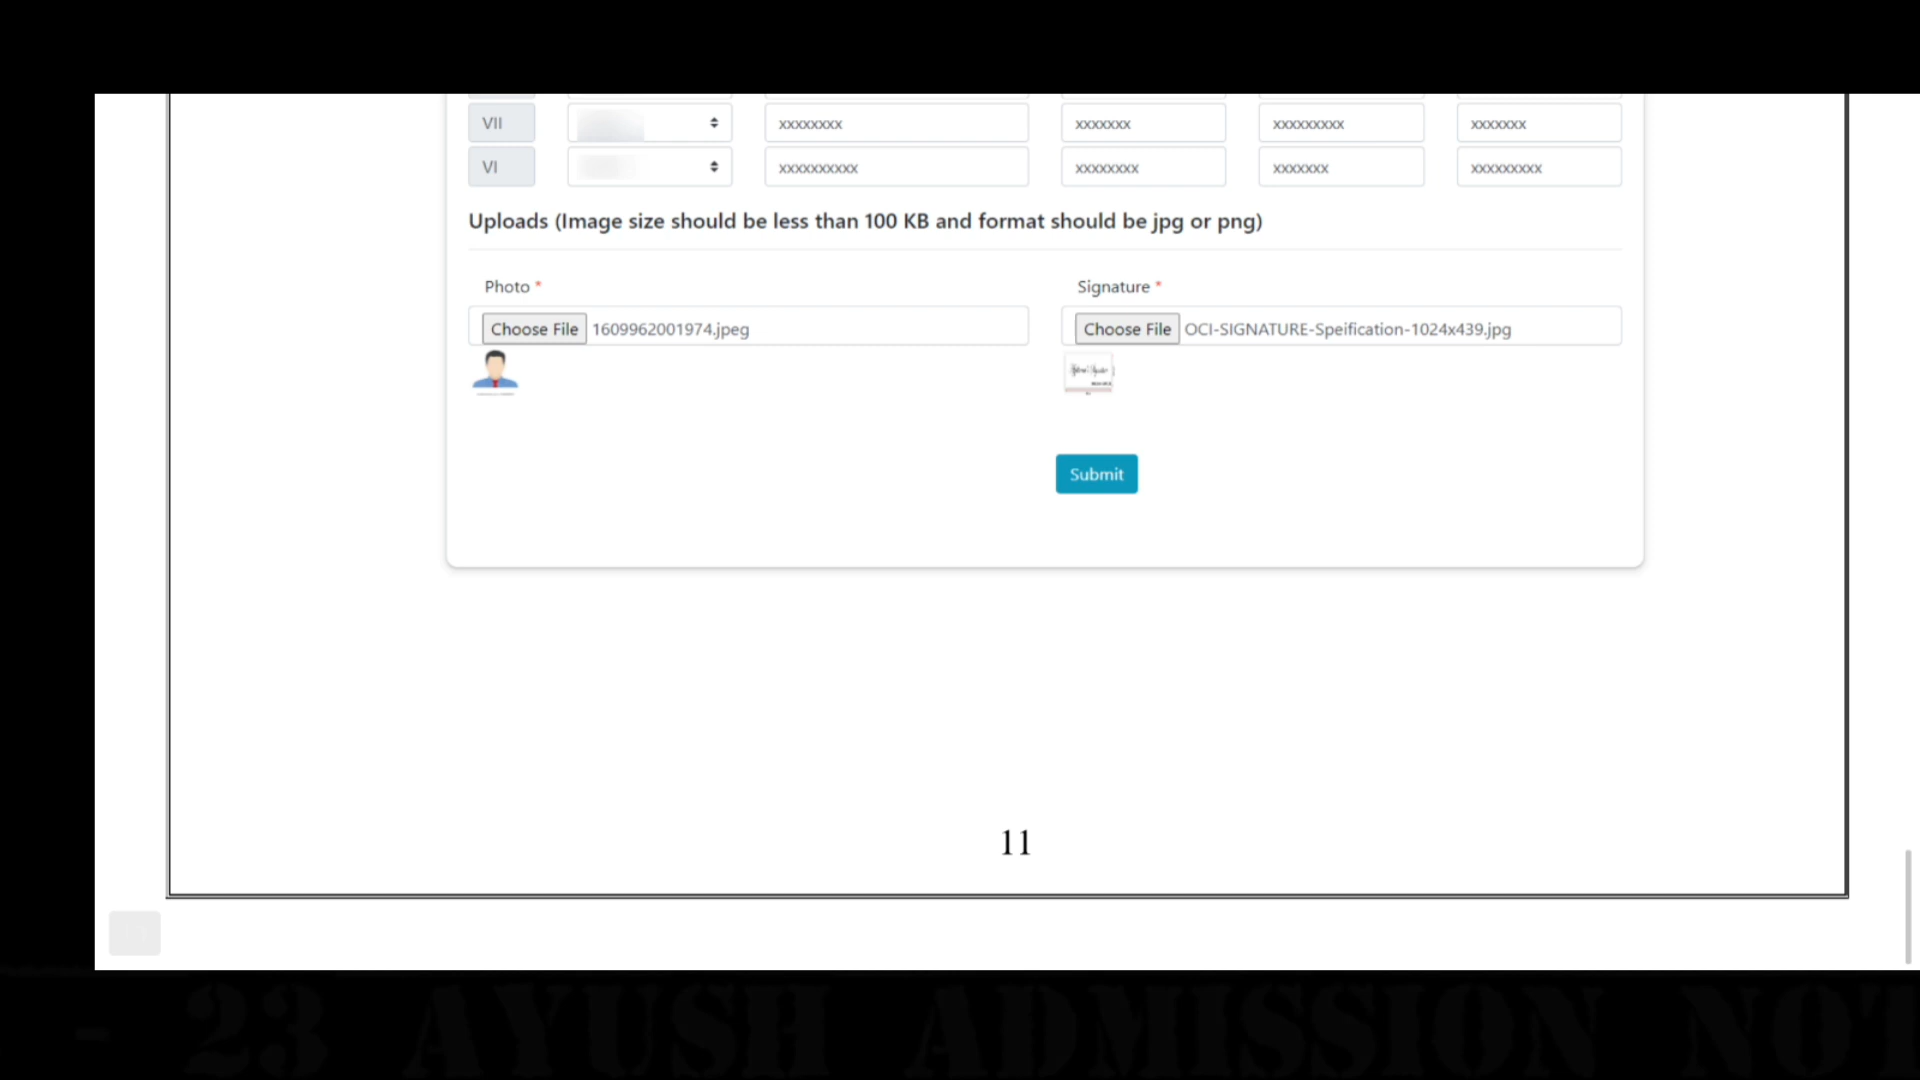 VII xxxxxxxx xxxxxxx xxxxxxxxx xxxxxxx
VI xxxxxxxxxx xxxxxxxx xxxxxxx xxxxxxxxx
Uploads (Image size should be less than 100 KB and format should be jpg or png)
Photo * Signature *
Choose File 1609962001974.jpeg Choose File OCI-SIGNATURE-Speification-1024x439.jpg
Submit
11
- 23 AYUSH ADMISSION NOT